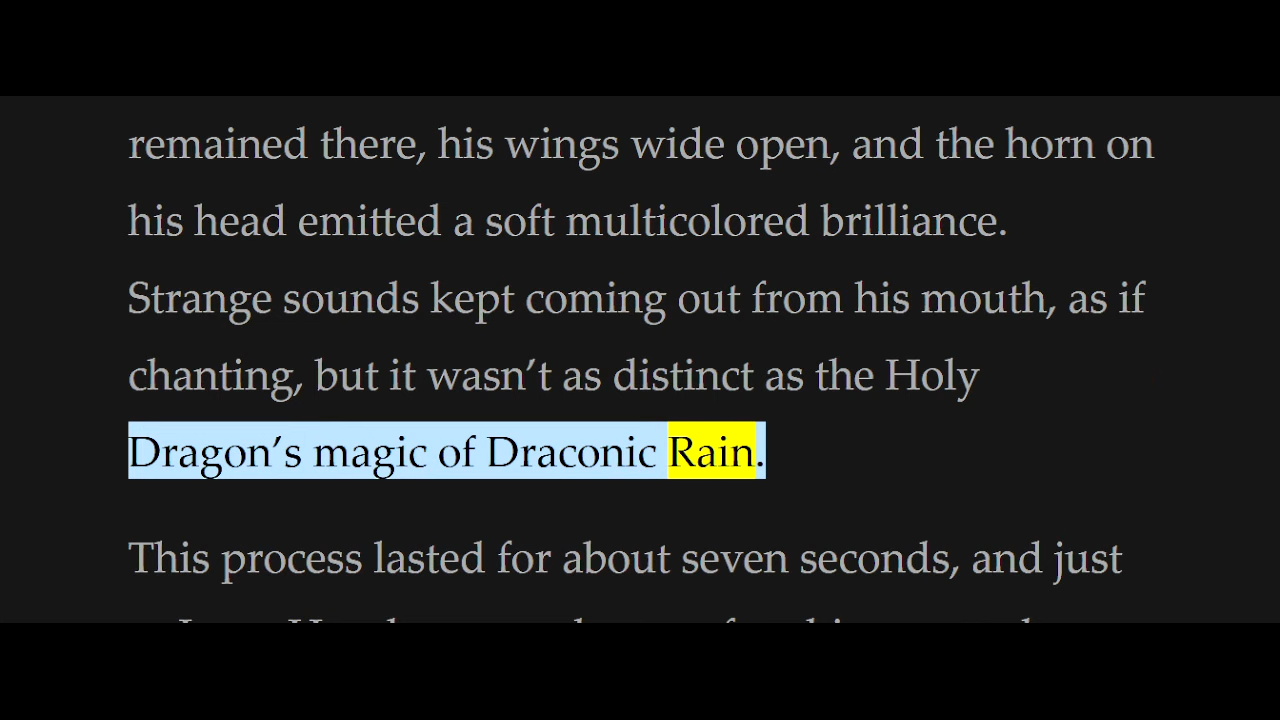 remained there, his wings wide open, and the horn on
his head emitted a soft multicolored brilliance.
Strange sounds kept coming out from his mouth, as if
chanting, but it wasn’t as distinct as the Holy
Dragon’s magic of Draconic Rain.
This process lasted for about seven seconds, and just